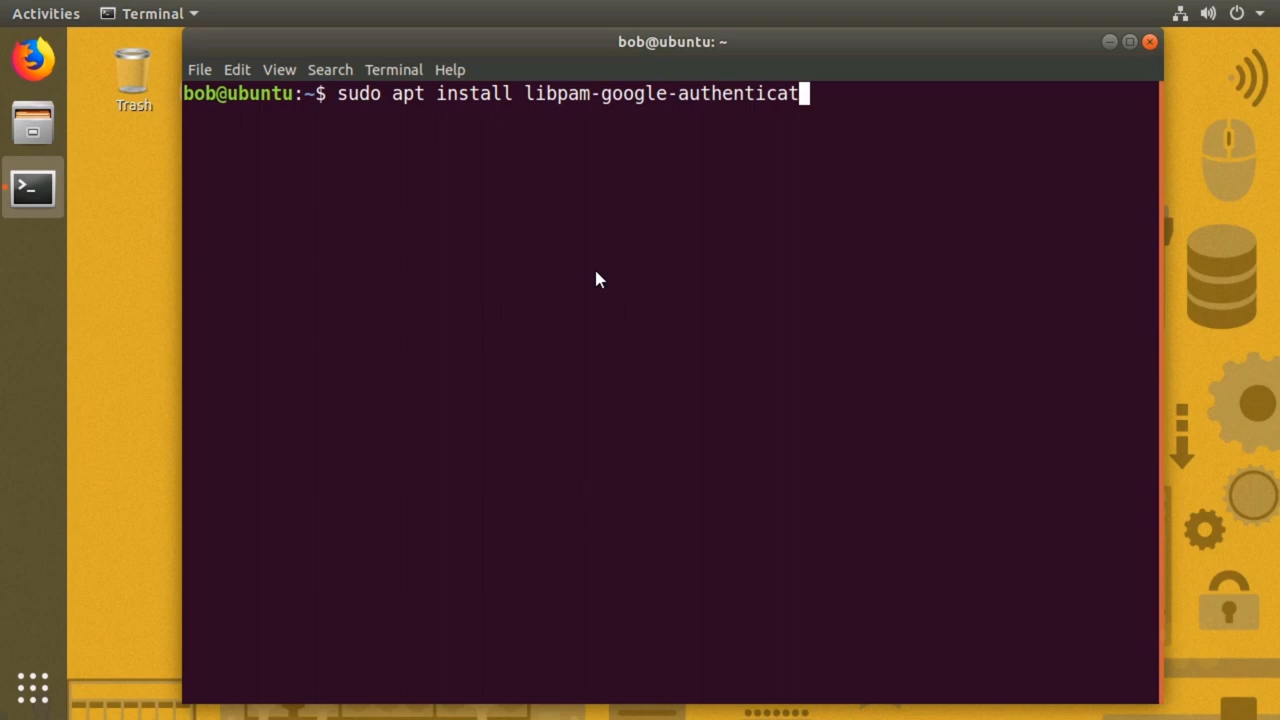 Activities Terminal
bob@ubuntu: ~
File Edit View Search Terminal Help
Trash
bob@ubuntu:~$ sudo apt install libpam-google-authenticat